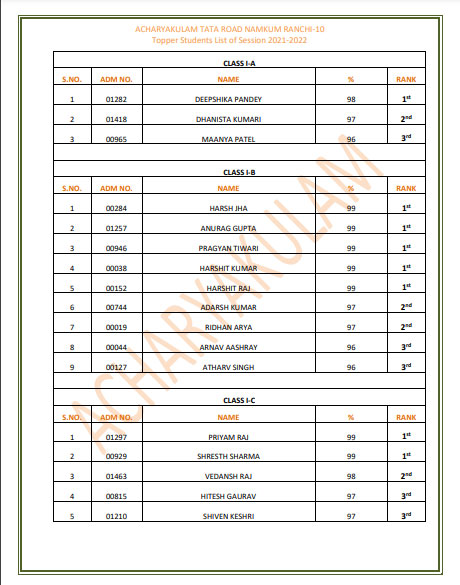 ACHARYAKULAM TATA ROAD NAMKUM RANCHI-10
Topper Students List of Session 2021-2022
CLASS I-A
S.NO. ADM NO. NAME % RANK
1 01282 DEEPSHIKA PANDEY 98 1st
2 01418 DHANISTA KUMARI 97 2nd
3 00965 MAANYA PATEL 96 3rd
CLASS I-B
S.NO. ADM NO. NAME % RANK
1 00284 HARSH JHA 99 1st
2 01257 ANURAG GUPTA 99 1st
3 00946 PRAGYAN TIWARI 99 1st
4 00038 HARSHIT KUMAR 99 1st
5 00152 HARSHIT RAJ 99 1st
6 00744 ADARSH KUMAR 97 2nd
7 00019 RIDHAN ARYA 97 2nd
8 00044 ARNAV AASHRAY 96 3rd
9 00127 ATHARV SINGH 96 3rd
CLASS I-C
S.NO. ADM NO. NAME % RANK
1 01297 PRIYAM RAJ 99 1st
2 00929 SHRESTH SHARMA 99 1st
3 01463 VEDANSH RAJ 98 2nd
4 00815 HITESH GAURAV 97 3rd
5 01210 SHIVEN KESHRI 97 3rd
ACHARYAKULAM